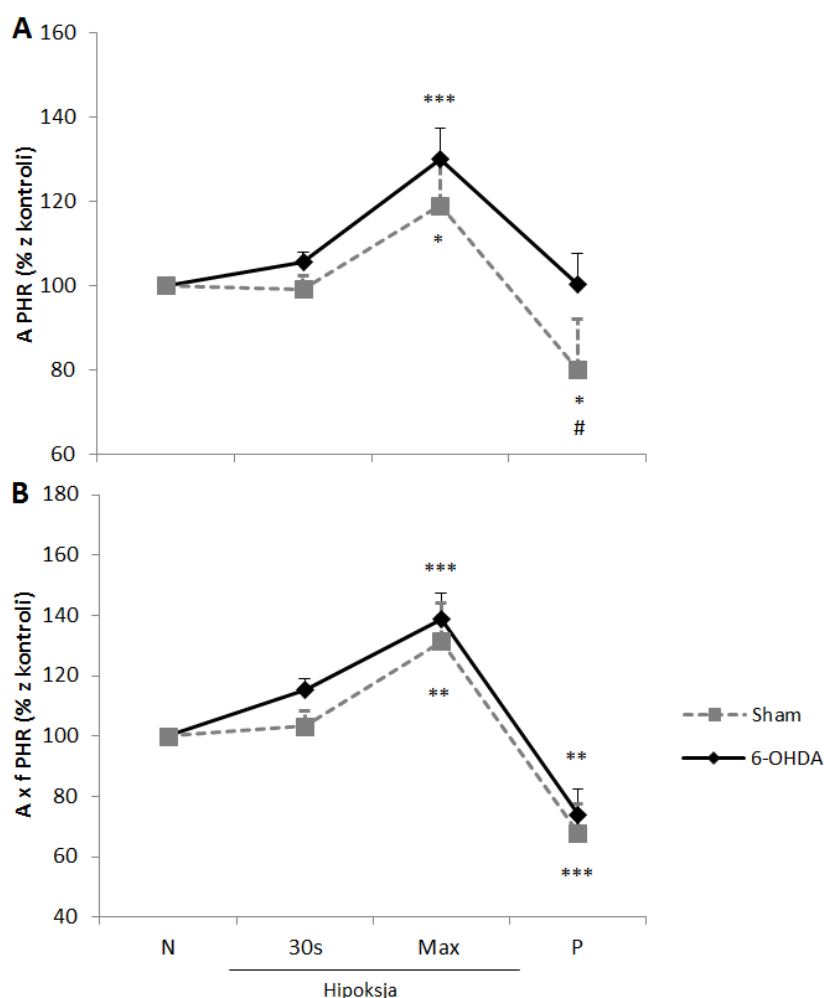 A
160
140
120
100
80
60
A PHR (% z kontroli)
***
*
*
#
B
180
160
140
120
100
80
60
40
A x f PHR (% z kontroli)
***
**
**
***
N 30s Max P
Hipoksja
Sham
6-OHDA